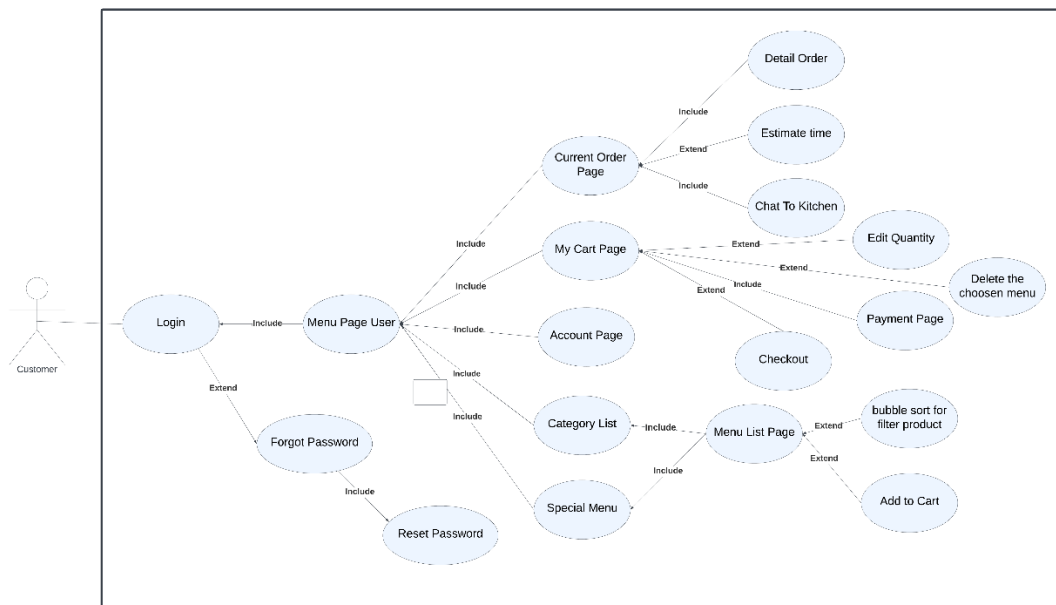 Detail Order
Include
Estimate time
Extend
Current Order
Page
Include
Chat To Kitchen
Include
My Cart Page
Extend
Edit Quantity
Extend
Delete the
choosen menu
Include
Include
Payment Page
Extend
Checkout
Customer
Login
Include
Menu Page User
Include
Account Page
Extend
Include
Forgot Password
Include
Reset Password
Category List
Include
Menu List Page
Include
Special Menu
Extend
bubble sort for
filter product
Extend
Add to Cart